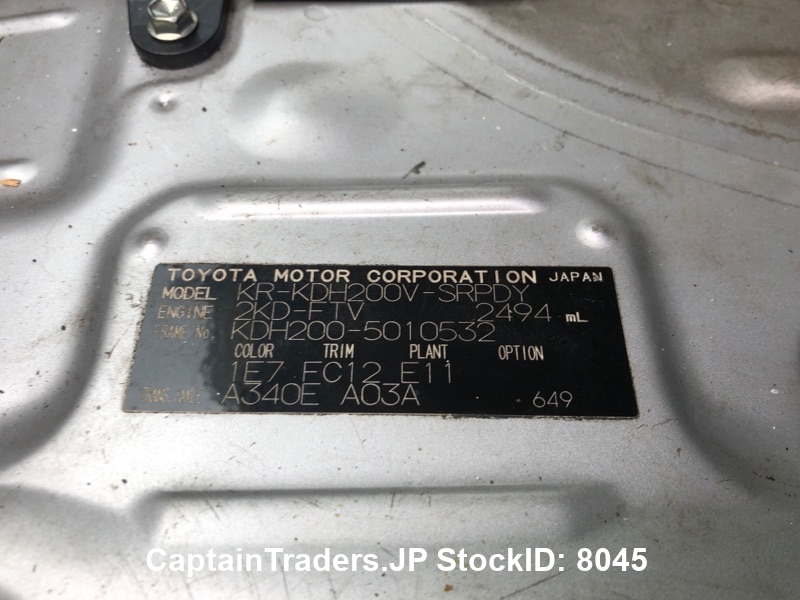 TOYOTA MOTOR CORPORATION JAPAN
MODEL KR-KDH200V-SRPDY
ENGINE 2KD-FTV 2494 mL
FRAME No. KDH200-5010532
COLOR TRIM PLANT OPTION
1E7 FC12 E11
TRANS./AXLE A340E A03A 649
CaptainTraders.JP StockID: 8045